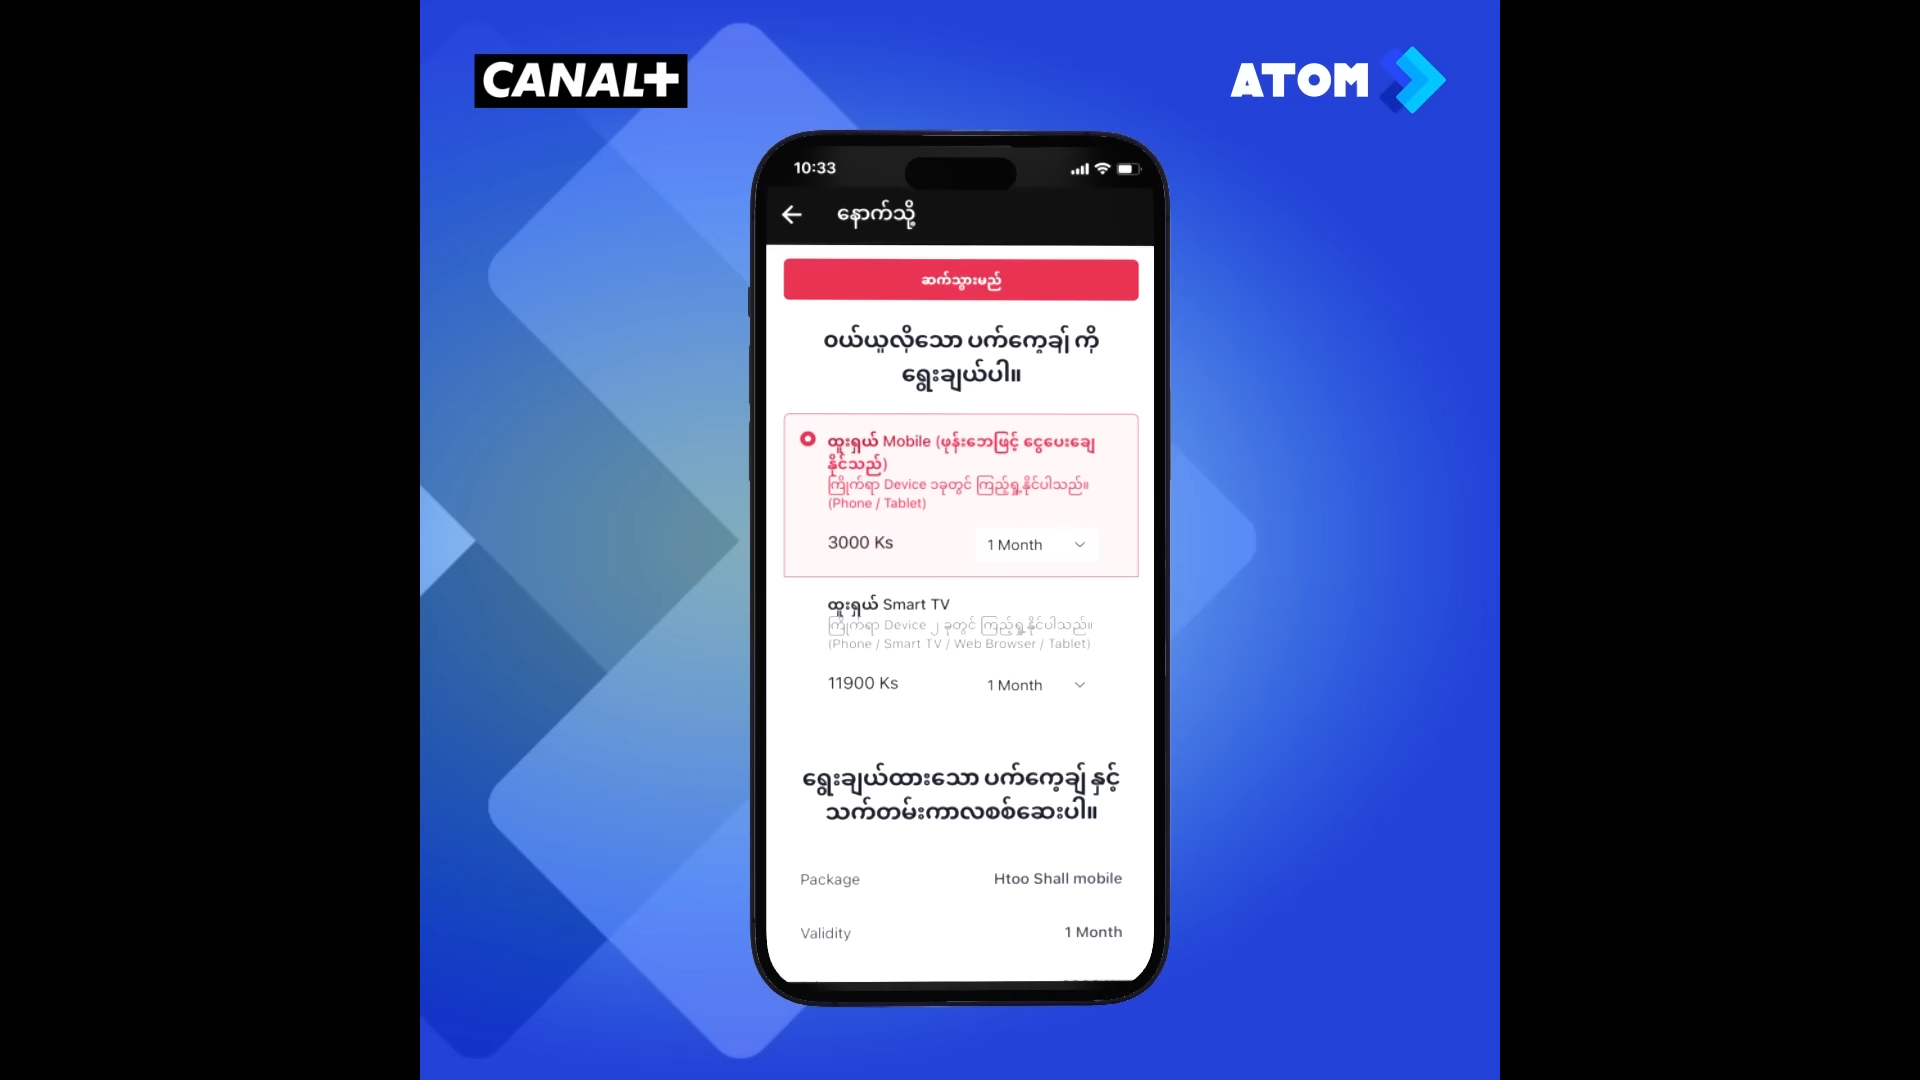 CANAL+
ATOM
10:33
နောက်သို့
ဆက်သွားမည်
ဝယ်ယူလိုသော ပက်ကေ့ချ် ကို
ရွေးချယ်ပါ။
ထူးရှယ် Mobile (ဖုန်းဘေဖြင့် ငွေပေးချေ
နိုင်သည်)
ကြိုက်ရာ Device ၁ခုတွင် ကြည့်ရှု့နိုင်ပါသည်။
(Phone / Tablet)
3000 Ks
1 Month
ထူးရှယ် Smart TV
ကြိုက်ရာ Device ၂ ခုတွင် ကြည့်ရှု့နိုင်ပါသည်။
(Phone / Smart TV / Web Browser / Tablet)
11900 Ks
1 Month
ရွေးချယ်ထားသော ပက်ကေ့ချ် နှင့်
သက်တမ်းကာလစစ်ဆေးပါ။
Package
Htoo Shall mobile
Validity
1 Month